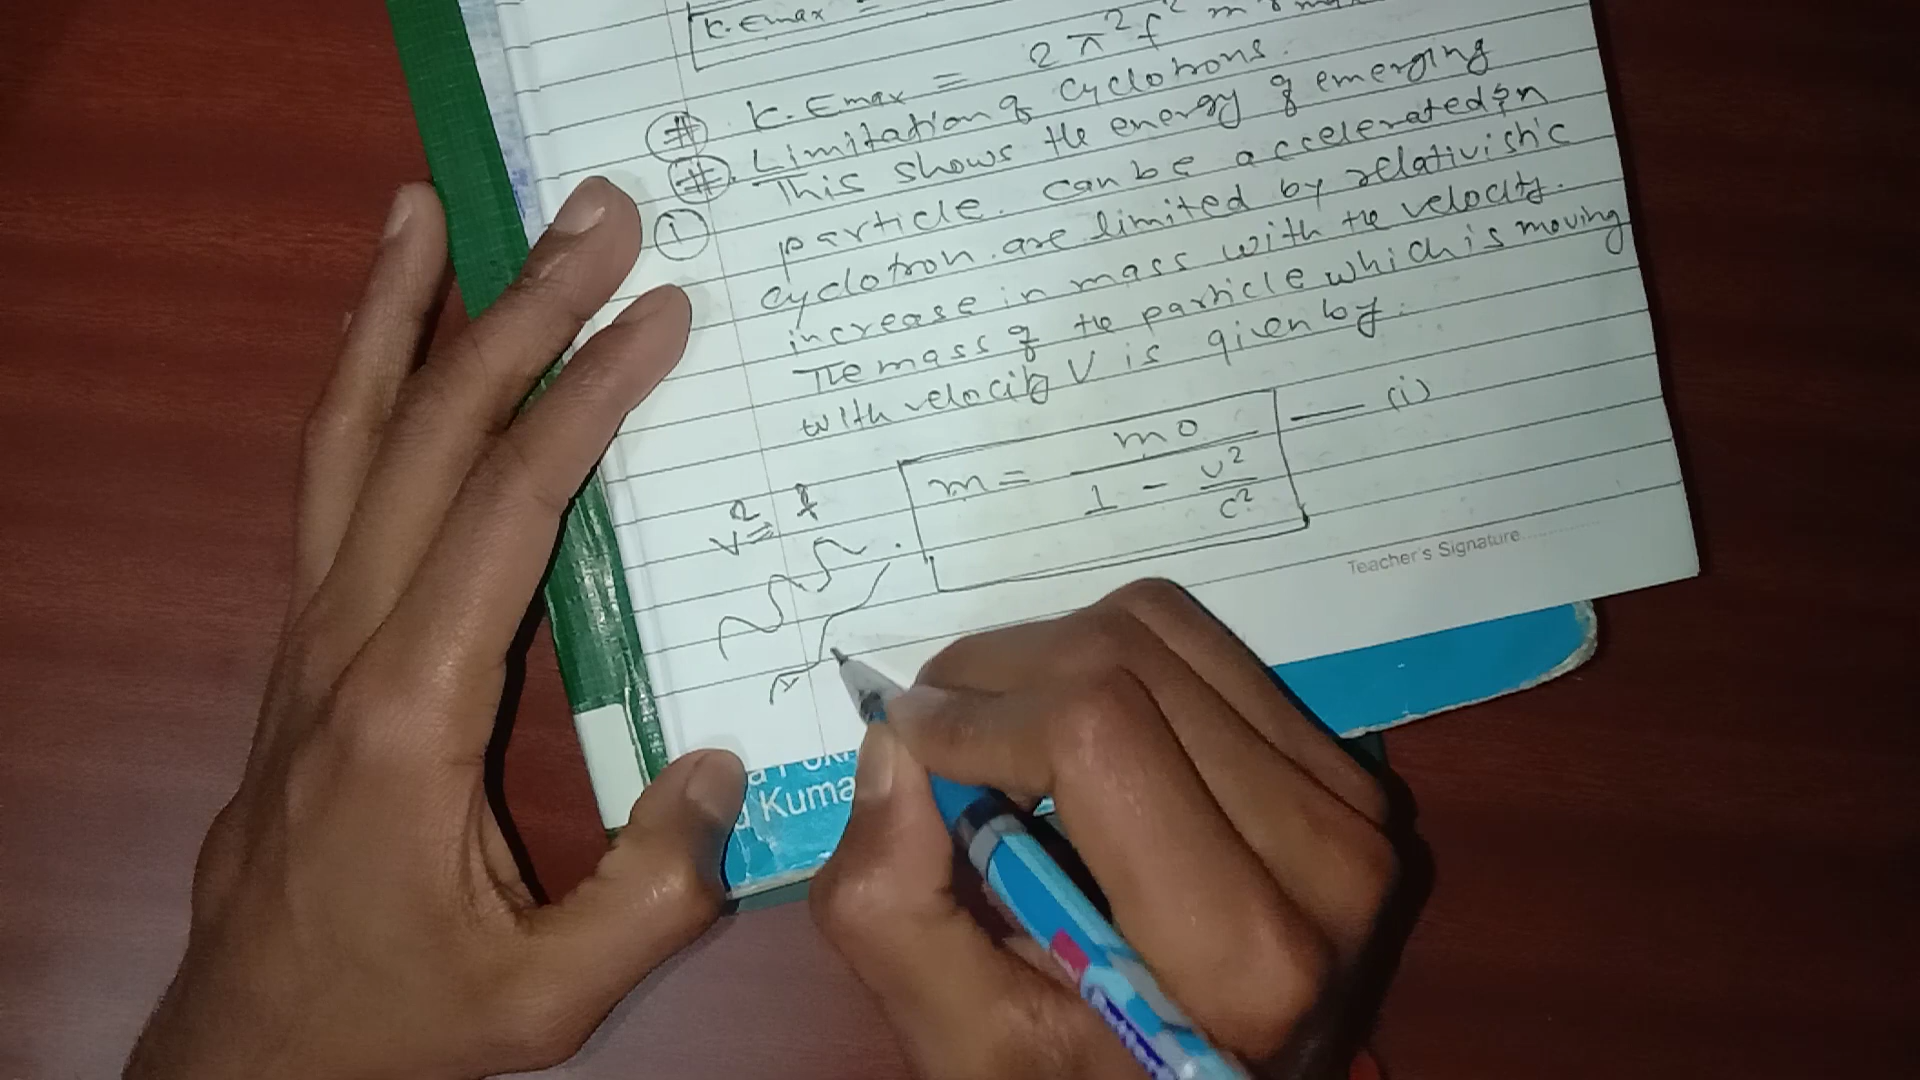 K.Emax =
# K.Emax = 2π²f² m
# Limitation of cyclotrons.
① This shows the energy of emerging
particle. can be accelerated in
cyclotron. are limited by relativistic
increase in mass with the velocity.
The mass of the particle which is moving
with velocity V is given by.
m = mo / 1 - v²/c² — (i)
Teacher's Signature
Kuma